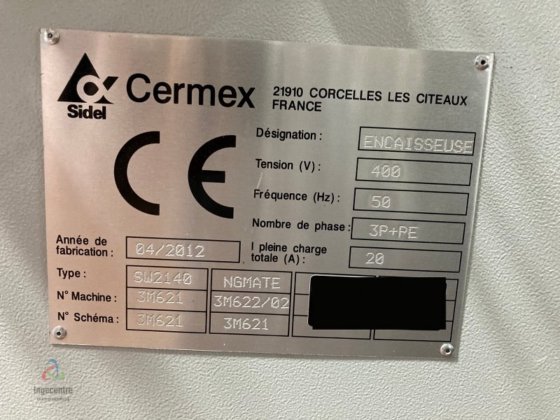 Sidel
Cermex
21910 CORCELLES LES CITEAUX
FRANCE
CE
Désignation : ENCAISSEUSE
Tension (V) : 400
Fréquence (Hz) : 50
Nombre de phase : 3P+PE
I pleine charge
totale (A) : 20
Année de
fabrication : 04/2012
Type : SW2140 NGMATE
N° Machine : 3M621 3M622/02
N° Schéma : 3M621 3M621
Ingecentre